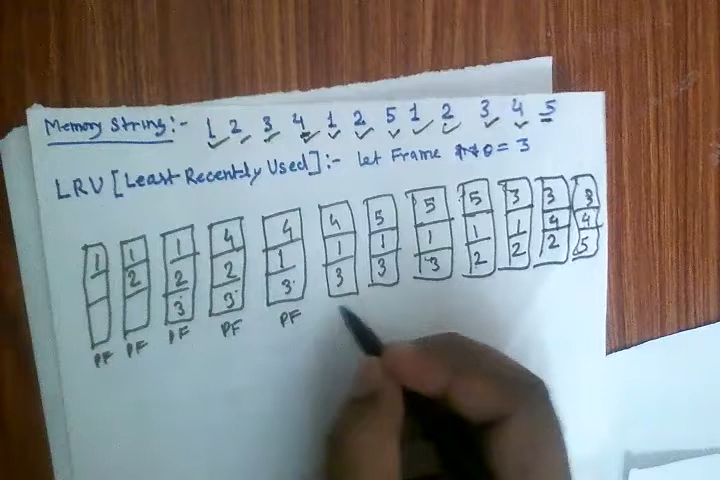 Memory String:- 1 2 3 4 1 2 5 1 2 3 4 5
LRU [Least Recently Used]:- let Frame = 3
1 1 1 4 4 4 5 5 5 3 3 3
2 2 2 1 1 1 1 1 1 4 4
3 3 3 3 3 3 2 2 2 5
PF PF PF PF PF